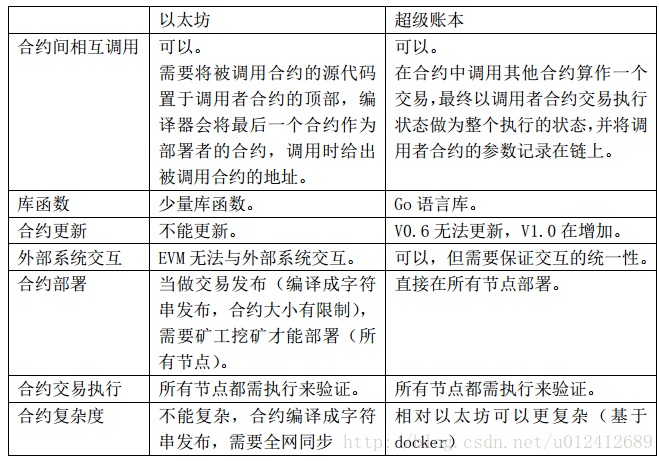 以太坊 超级账本
合约间相互调用 可以。 可以。
需要将被调用合约的源代码 在合约中调用其他合约算作一个
置于调用者合约的顶部，编 交易，最终以调用者合约交易执行
译器会将最后一个合约作为 状态做为整个执行的状态，并将调
部署者的合约，调用时给出 用者合约的参数记录在链上。
被调用合约的地址。
库函数 少量库函数。 Go 语言库。
合约更新 不能更新。 V0.6 无法更新，V1.0 在增加。
外部系统交互 EVM 无法与外部系统交互。 可以，但需要保证交互的统一性。
合约部署 当做交易发布（编译成字符 直接在所有节点部署。
串发布，合约大小有限制），
需要矿工挖矿才能部署（所
有节点）。
合约交易执行 所有节点都需执行来验证。 所有节点都需执行来验证。
合约复杂度 不能复杂，合约编译成字符 相对以太坊可以更复杂（基于
串发布，需要全网同步 docker）
http://blog.csdn.net/u012412689